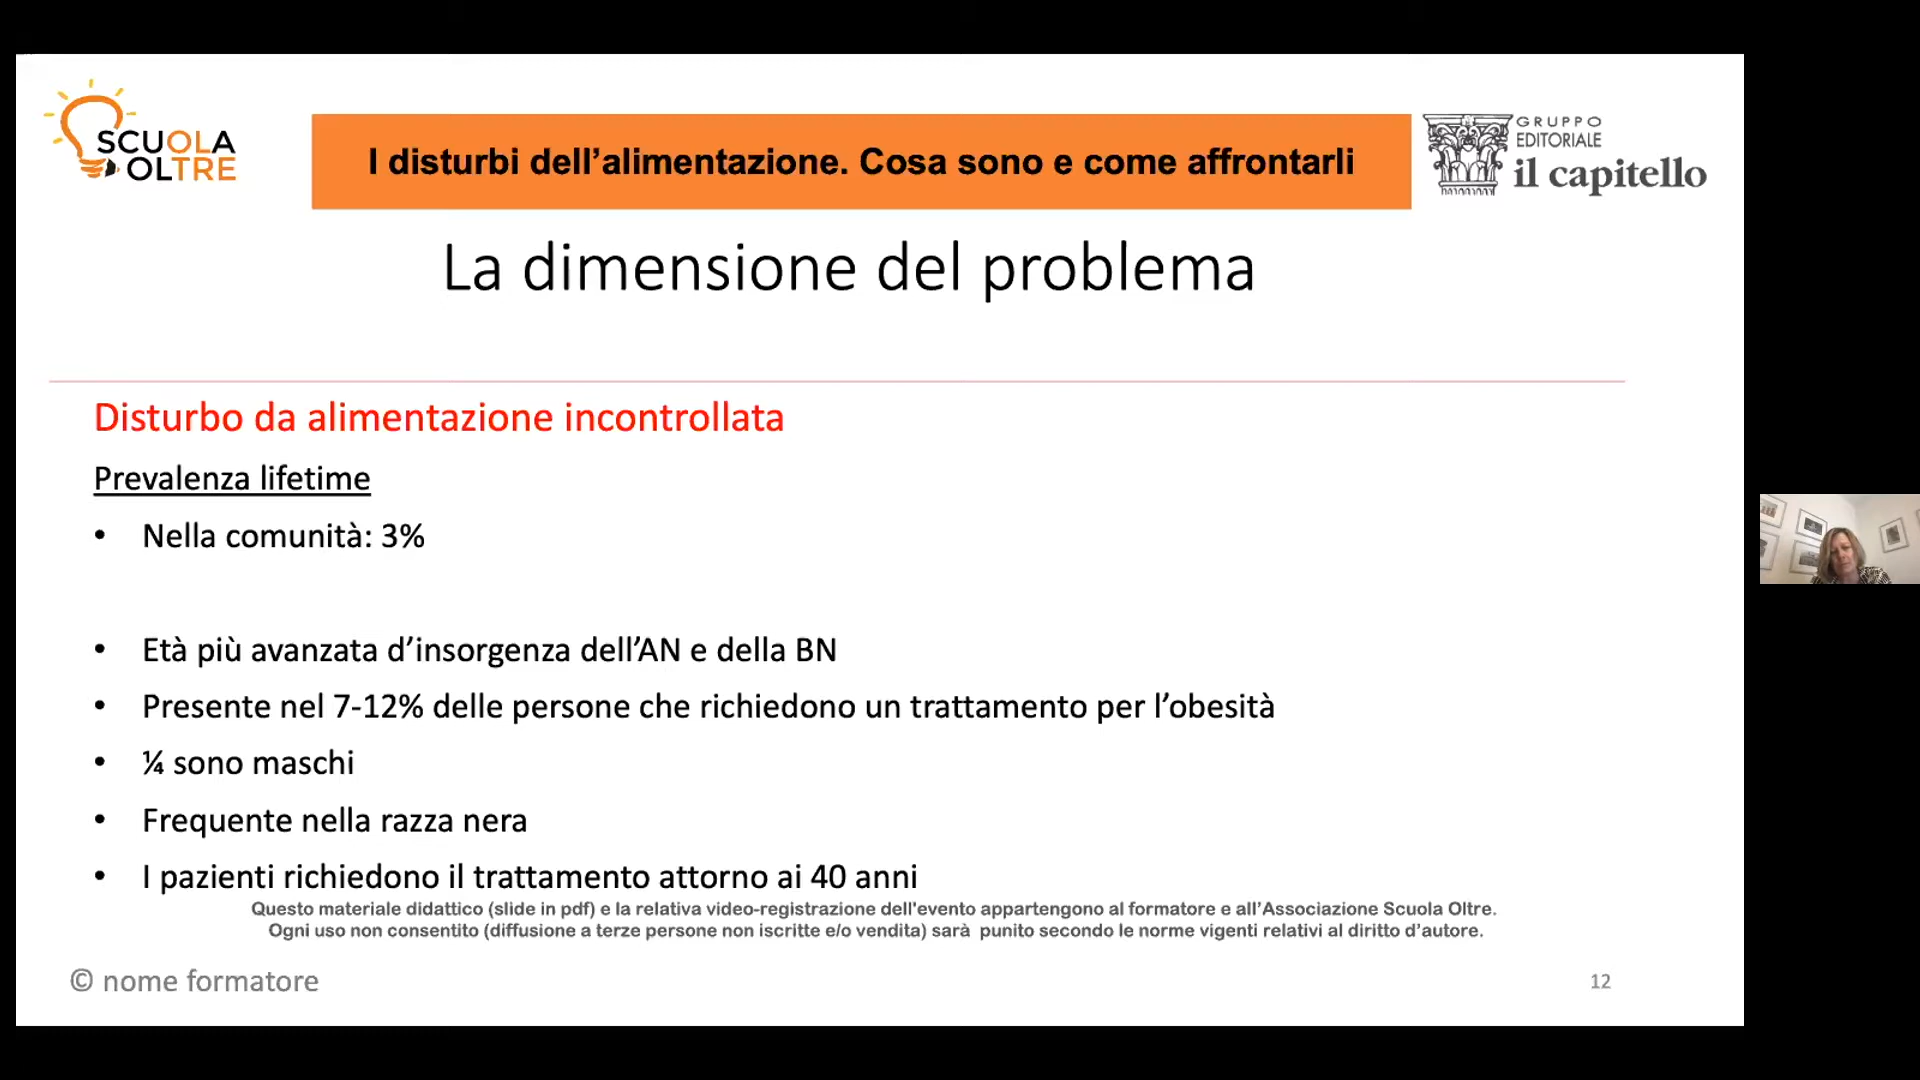 SCUOLA
OLTRE
I disturbi dell’alimentazione. Cosa sono e come affrontarli
GRUPPO
EDITORIALE
il capitello
La dimensione del problema
Disturbo da alimentazione incontrollata
Prevalenza lifetime
• Nella comunità: 3%
• Età più avanzata d’insorgenza dell’AN e della BN
• Presente nel 7-12% delle persone che richiedono un trattamento per l’obesità
• ¼ sono maschi
• Frequente nella razza nera
• I pazienti richiedono il trattamento attorno ai 40 anni
Questo materiale didattico (slide in pdf) e la relativa video-registrazione dell'evento appartengono al formatore e all’Associazione Scuola Oltre.
Ogni uso non consentito (diffusione a terze persone non iscritte e/o vendita) sarà punito secondo le norme vigenti relativi al diritto d’autore.
© nome formatore
12